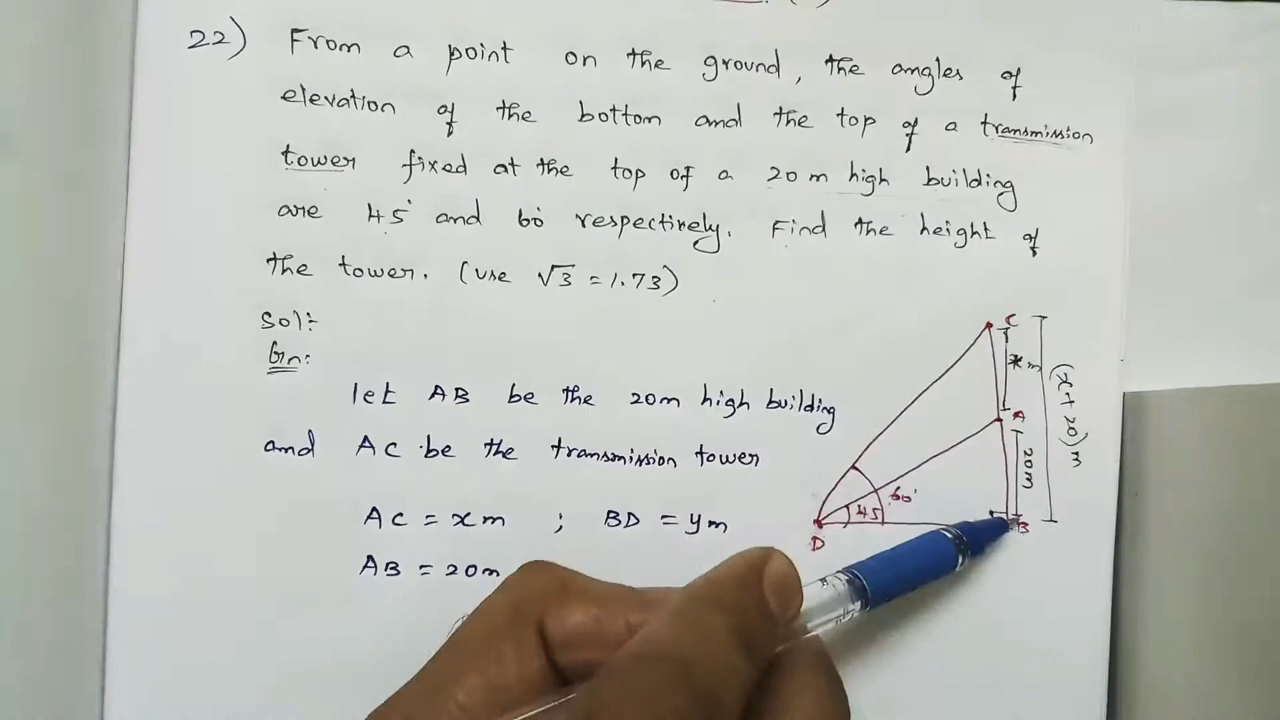 22) From a point on the ground, the angles of
elevation of the bottom and the top of a transmission
tower fixed at the top of a 20 m high building
are 45° and 60° respectively. Find the height of
the tower. (use √3 = 1.73)
Sol:-
Gn:
let AB be the 20m high building
and AC be the transmission tower
AC = x m ; BD = y m
AB = 20m
C
x m
A
(x + 20) m
20m
60°
45
B
D